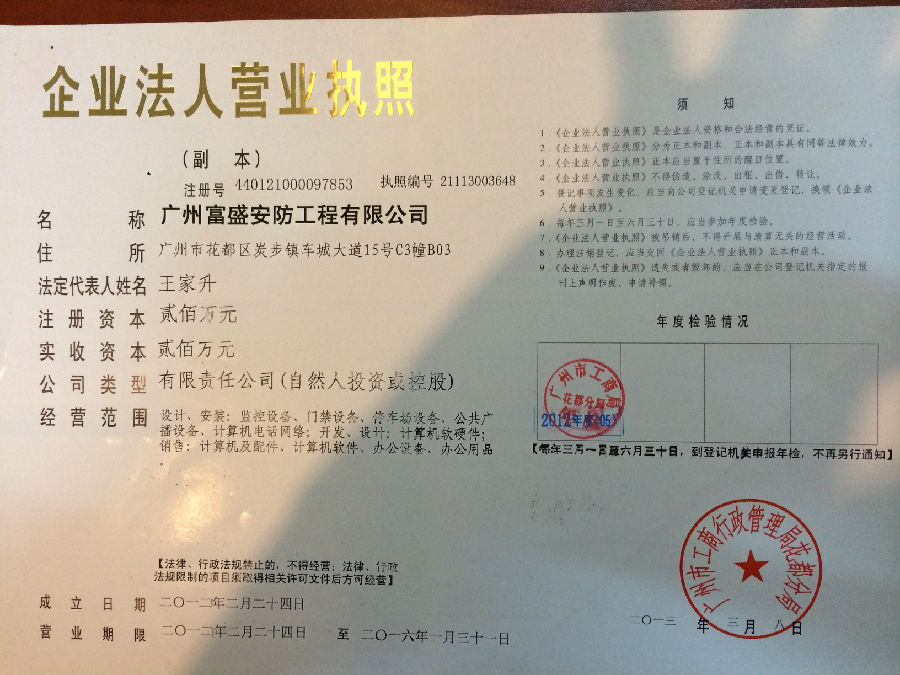 企业法人营业执照
（副 本）
注册号 440121000097853 执照编号 21113003648
名 称 广州富盛安防工程有限公司
住 所 广州市花都区炭步镇车城大道15号C3幢B03
法定代表人姓名 王家升
注册资本 贰佰万元
实收资本 贰佰万元
公司类型 有限责任公司(自然人投资或控股)
经营范围 设计、安装：监控设备、门禁设备、停车场设备、公共广
播设备、计算机电话网络；开发、设计：计算机软硬件；
销售：计算机及配件、计算机软件、办公设备、办公用品
【法律、行政法规禁止的，不得经营；法律、行政
法规限制的项目须取得相关许可文件后方可经营】
成立日期 二〇一二年二月二十四日
营业期限 二〇一二年二月二十四日 至 二〇一六年一月三十一日
须 知
1．《企业法人营业执照》是企业法人资格和合法经营的凭证。
2．《企业法人营业执照》分为正本和副本，正本和副本具有同等法律效力。
3．《企业法人营业执照》正本应当置于住所的醒目位置。
4．《企业法人营业执照》不得伪造、涂改、出租、出借、转让。
5．登记事项发生变化，应当向公司登记机关申请变更登记，换领《企业法
人营业执照》。
6．每年三月一日至六月三十日，应当参加年度检验。
7．《企业法人营业执照》被吊销后，不得开展与清算无关的经营活动。
8．办理注销登记，应当交回《企业法人营业执照》正本和副本。
9．《企业法人营业执照》遗失或者毁坏的，应当在公司登记机关指定的报
刊上声明作废，申请补领。
年度检验情况
广州市工商局
花都分局
2012年度(05)
【每年三月一日至六月三十日，到登记机关申报年检，不再另行通知】
广州市工商行政管理局花都分局
二〇一三 年 三 月 八 日